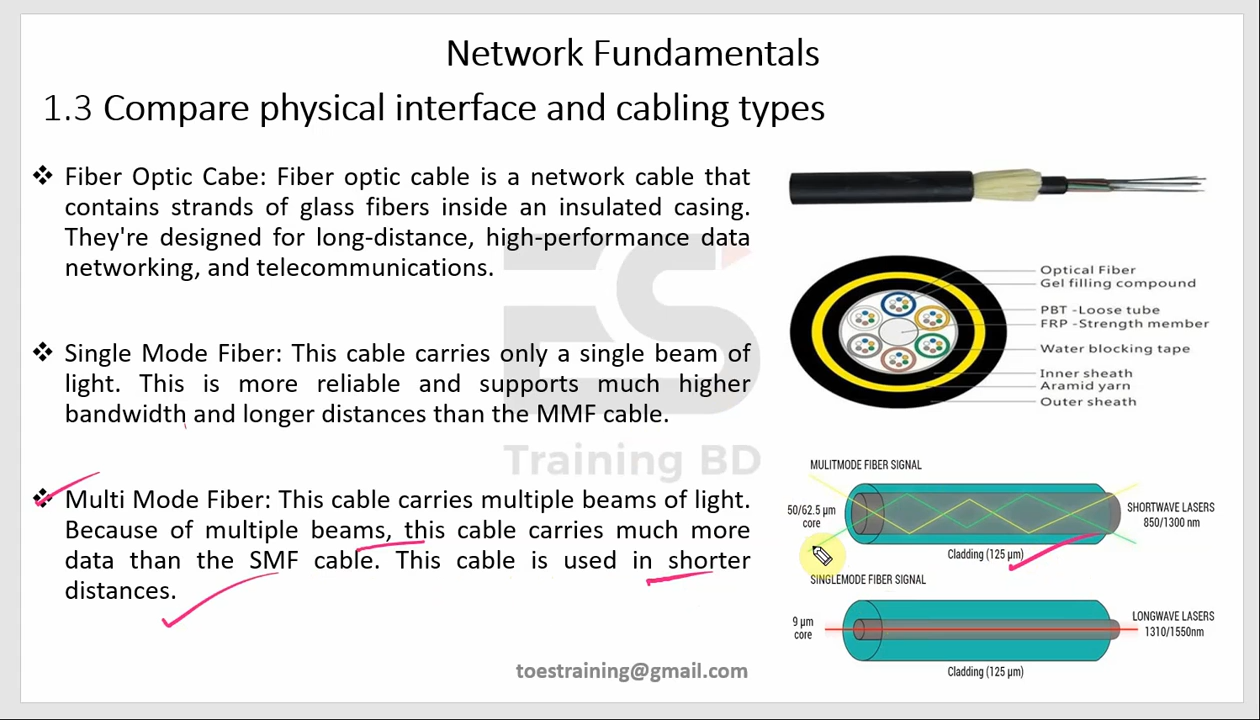 Network Fundamentals
1.3 Compare physical interface and cabling types
❖ Fiber Optic Cabe: Fiber optic cable is a network cable that
contains strands of glass fibers inside an insulated casing.
They're designed for long-distance, high-performance data
networking, and telecommunications.
❖ Single Mode Fiber: This cable carries only a single beam of
light. This is more reliable and supports much higher
bandwidth and longer distances than the MMF cable.
❖ Multi Mode Fiber: This cable carries multiple beams of light.
Because of multiple beams, this cable carries much more
data than the SMF cable. This cable is used in shorter
distances.
ES
Training BD
toestraining@gmail.com
Optical Fiber
Gel filling compound
PBT -Loose tube
FRP -Strength member
Water blocking tape
Inner sheath
Aramid yarn
Outer sheath
MULITMODE FIBER SIGNAL
50/62.5 µm
core
SHORTWAVE LASERS
850/1300 nm
Cladding (125 µm)
SINGLEMODE FIBER SIGNAL
9 µm
core
LONGWAVE LASERS
1310/1550nm
Cladding (125 µm)